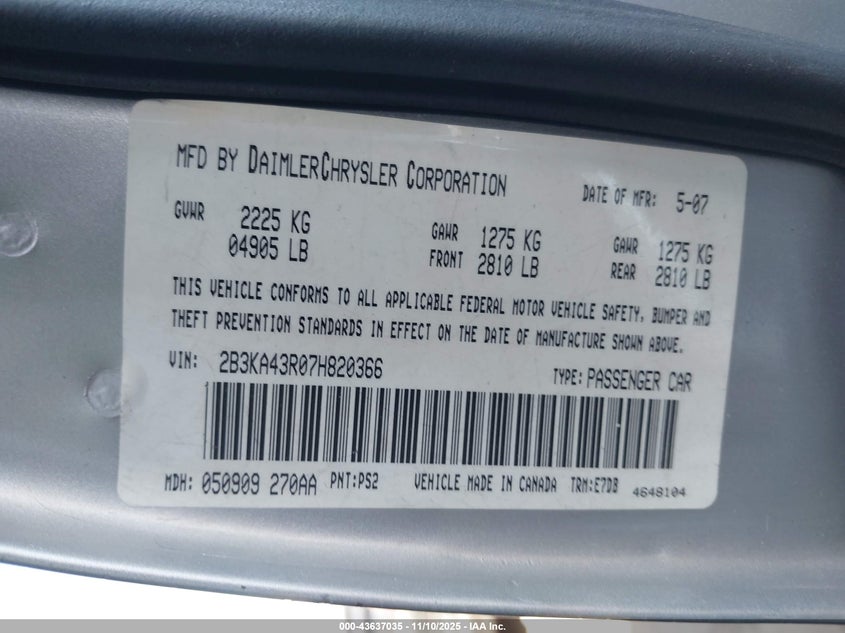 MFD BY DAIMLERCHRYSLER CORPORATION DATE OF MFR: 5-07
GVWR 2225 KG GAWR 1275 KG GAWR 1275 KG
04905 LB FRONT 2810 LB REAR 2810 LB
THIS VEHICLE CONFORMS TO ALL APPLICABLE FEDERAL MOTOR VEHICLE SAFETY, BUMPER AND
THEFT PREVENTION STANDARDS IN EFFECT ON THE DATE OF MANUFACTURE SHOWN ABOVE.
VIN: 2B3KA43R07H820366 TYPE: PASSENGER CAR
MDH: 050909 270AA PNT:PS2 VEHICLE MADE IN CANADA TRM:E7DB 4648104
000-43637035 — 11/10/2025 — IAA Inc.